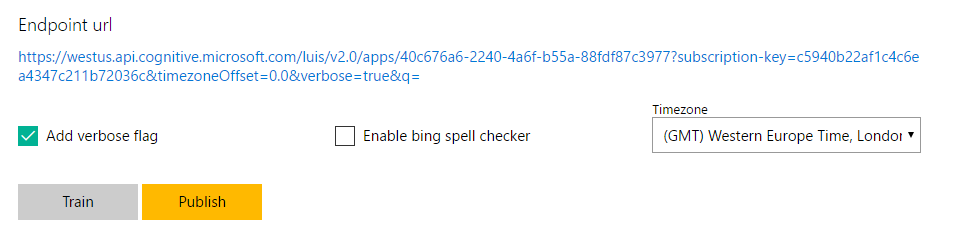 Endpoint url
https://westus.api.cognitive.microsoft.com/luis/v2.0/apps/40c676a6-2240-4a6f-b55a-88fdf87c3977?subscription-key=c5940b22af1c4c6e
a4347c211b72036c&timezoneOffset=0.0&verbose=true&q=
Timezone
Add verbose flag
Enable bing spell checker
(GMT) Western Europe Time, London
Train
Publish